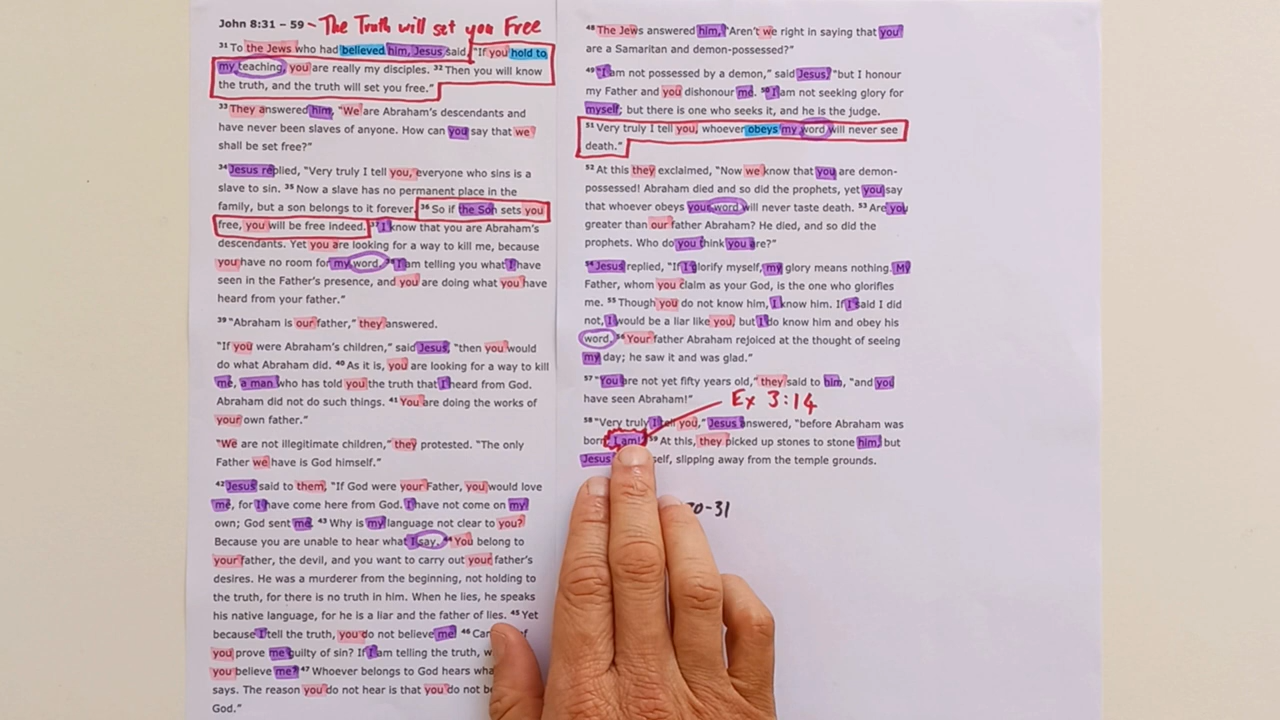 John 8:31 – 59 – The Truth will set you Free
31 To the Jews who had believed him, Jesus said, “If you hold to
my teaching, you are really my disciples. 32 Then you will know
the truth, and the truth will set you free.”
33 They answered him, “We are Abraham’s descendants and
have never been slaves of anyone. How can you say that we
shall be set free?”
34 Jesus replied, “Very truly I tell you, everyone who sins is a
slave to sin. 35 Now a slave has no permanent place in the
family, but a son belongs to it forever. 36 So if the Son sets you
free, you will be free indeed. 37 I know that you are Abraham’s
descendants. Yet you are looking for a way to kill me, because
you have no room for my word. 38 I am telling you what I have
seen in the Father’s presence, and you are doing what you have
heard from your father.”
39 “Abraham is our father,” they answered.
“If you were Abraham’s children,” said Jesus, “then you would
do what Abraham did. 40 As it is, you are looking for a way to kill
me, a man who has told you the truth that I heard from God.
Abraham did not do such things. 41 You are doing the works of
your own father.”
“We are not illegitimate children,” they protested. “The only
Father we have is God himself.”
42 Jesus said to them, “If God were your Father, you would love
me, for I have come here from God. I have not come on my
own; God sent me. 43 Why is my language not clear to you?
Because you are unable to hear what I say. 44 You belong to
your father, the devil, and you want to carry out your father’s
desires. He was a murderer from the beginning, not holding to
the truth, for there is no truth in him. When he lies, he speaks
his native language, for he is a liar and the father of lies. 45 Yet
because I tell the truth, you do not believe me! 46 Can of
you prove me guilty of sin? If I am telling the truth, w
you believe me? 47 Whoever belongs to God hears wha
says. The reason you do not hear is that you do not be
God.”
48 The Jews answered him, “Aren’t we right in saying that you
are a Samaritan and demon-possessed?”
49 “I am not possessed by a demon,” said Jesus, “but I honour
my Father and you dishonour me. 50 I am not seeking glory for
myself; but there is one who seeks it, and he is the judge.
51 Very truly I tell you, whoever obeys my word will never see
death.”
52 At this they exclaimed, “Now we know that you are demon-
possessed! Abraham died and so did the prophets, yet you say
that whoever obeys your word will never taste death. 53 Are you
greater than our father Abraham? He died, and so did the
prophets. Who do you think you are?”
54 Jesus replied, “If I glorify myself, my glory means nothing. My
Father, whom you claim as your God, is the one who glorifies
me. 55 Though you do not know him, I know him. If I said I did
not, I would be a liar like you, but I do know him and obey his
word. 56 Your father Abraham rejoiced at the thought of seeing
my day; he saw it and was glad.”
57 “You are not yet fifty years old,” they said to him, “and you
have seen Abraham!”
Ex 3:14
58 “Very truly I tell you,” Jesus answered, “before Abraham was
born, I am!” 59 At this, they picked up stones to stone him, but
Jesus self, slipping away from the temple grounds.
0-31